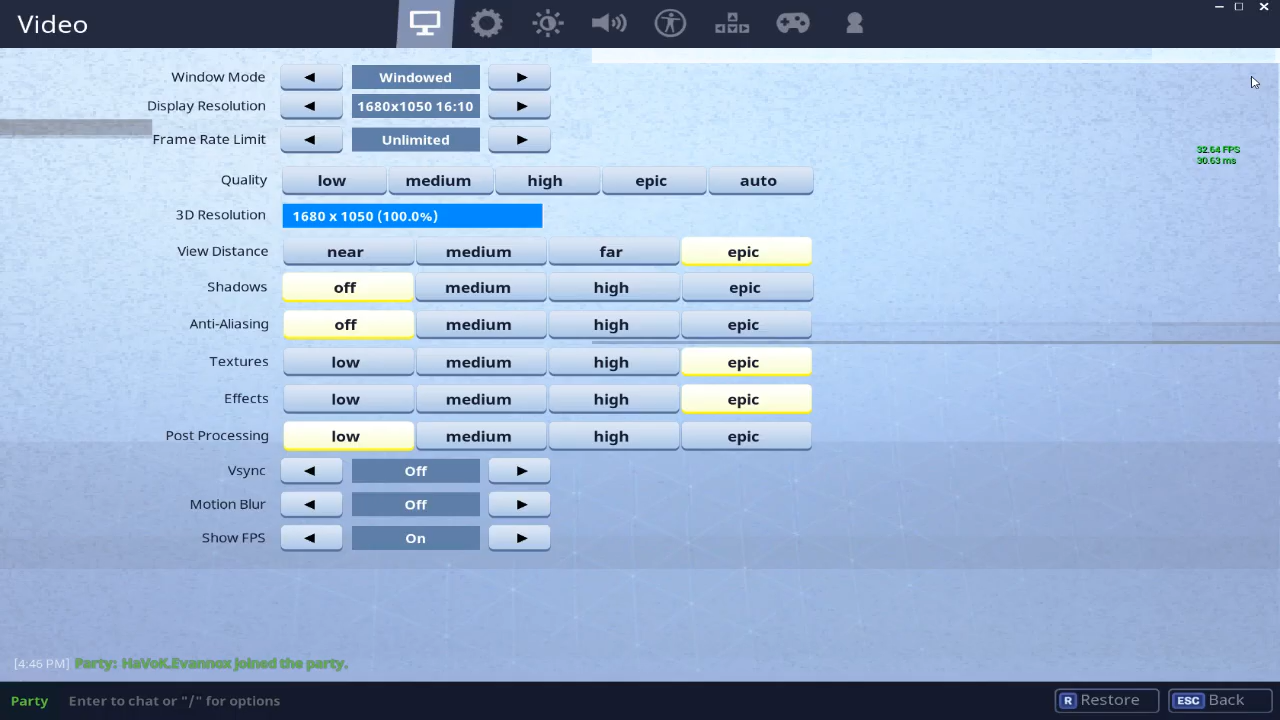 Video
Window Mode ◄ Windowed ►
Display Resolution ◄ 1680x1050 16:10 ►
Frame Rate Limit ◄ Unlimited ►
32.64 FPS
30.63 ms
Quality low medium high epic auto
3D Resolution 1680 x 1050 (100.0%)
View Distance near medium far epic
Shadows off medium high epic
Anti-Aliasing off medium high epic
Textures low medium high epic
Effects low medium high epic
Post Processing low medium high epic
Vsync ◄ Off ►
Motion Blur ◄ Off ►
Show FPS ◄ On ►
[4:46 PM] Party: HaVoK.Evannox joined the party.
Party Enter to chat or "/" for options
R Restore ESC Back